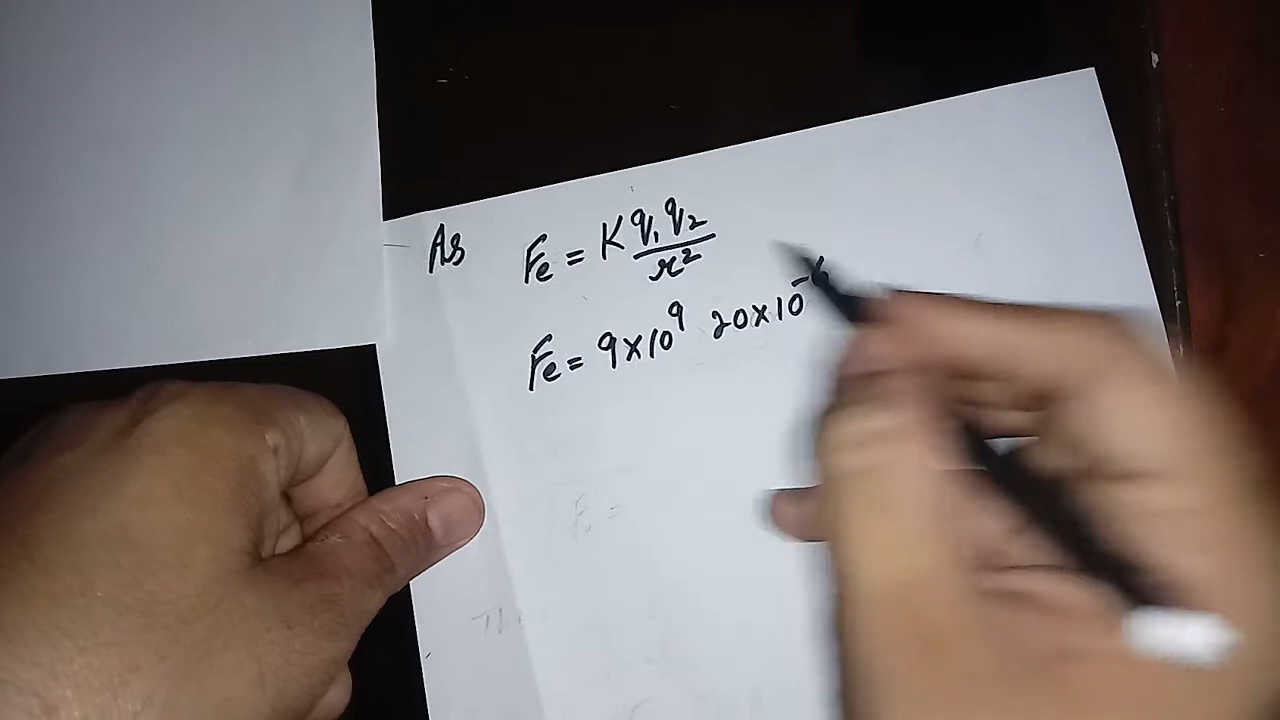 As Fe = K q₁ q₂ / r²
Fe = 9×10⁹ 20×10⁻⁶